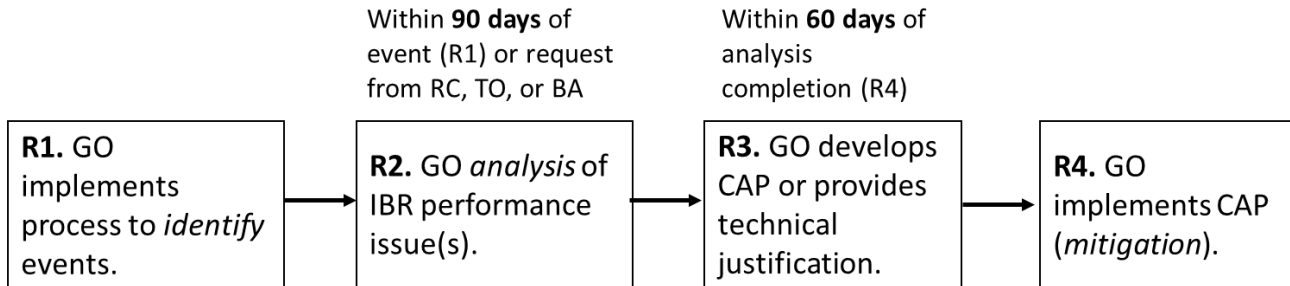 Within 90 days of
event (R1) or request
from RC, TO, or BA
Within 60 days of
analysis
completion (R4)
R1. GO
implements
process to identify
events.
R2. GO analysis of
IBR performance
issue(s).
R3. GO develops
CAP or provides
technical
justification.
R4. GO
implements CAP
(mitigation).